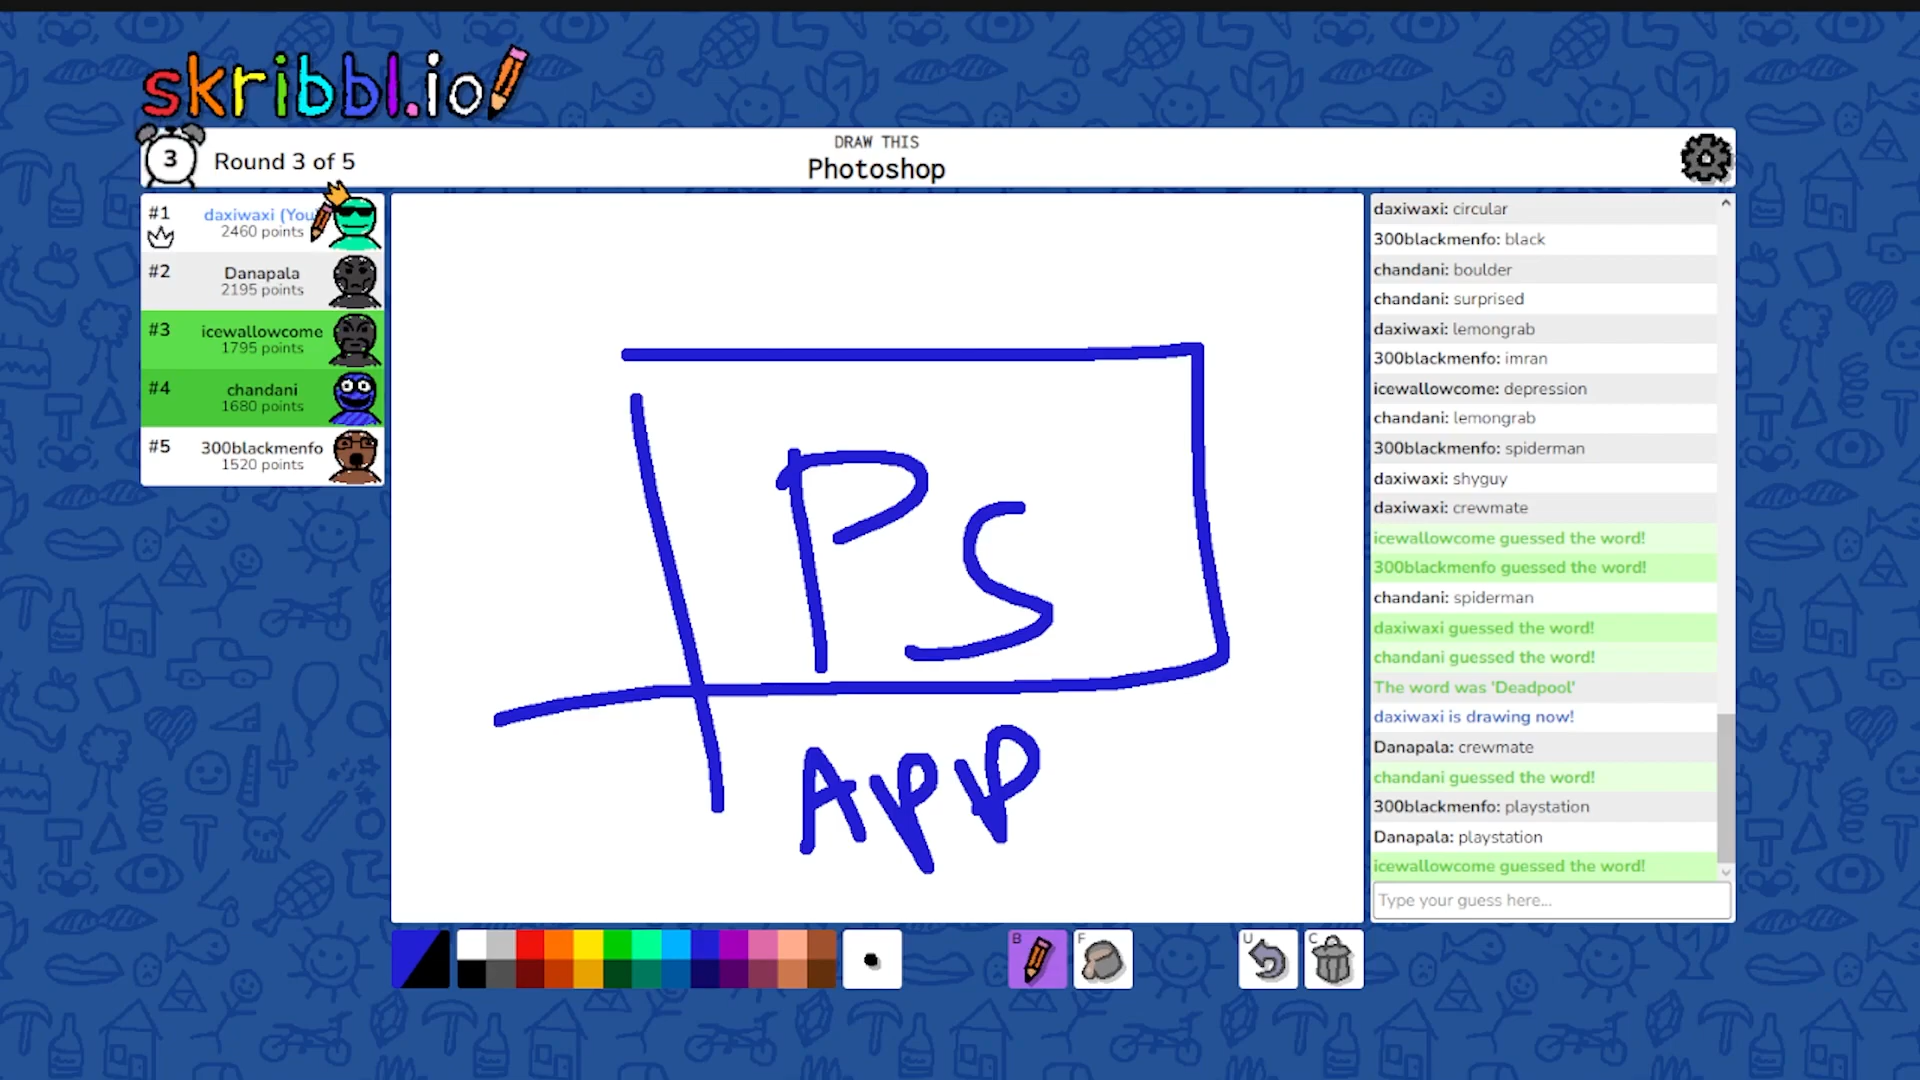 skribbl.io
3
Round 3 of 5
DRAW THIS
Photoshop
#1
daxiwaxi (You
2460 points
#2
Danapala
2195 points
#3
icewallowcome
1795 points
#4
chandani
1680 points
#5
300blackmenfo
1520 points
Ps
APP
daxiwaxi: circular
300blackmenfo: black
chandani: boulder
chandani: surprised
daxiwaxi: lemongrab
300blackmenfo: imran
icewallowcome: depression
chandani: lemongrab
300blackmenfo: spiderman
daxiwaxi: shyguy
daxiwaxi: crewmate
icewallowcome guessed the word!
300blackmenfo guessed the word!
chandani: spiderman
daxiwaxi guessed the word!
chandani guessed the word!
The word was 'Deadpool'
daxiwaxi is drawing now!
Danapala: crewmate
chandani guessed the word!
300blackmenfo: playstation
Danapala: playstation
icewallowcome guessed the word!
Type your guess here...
B
F
U
C